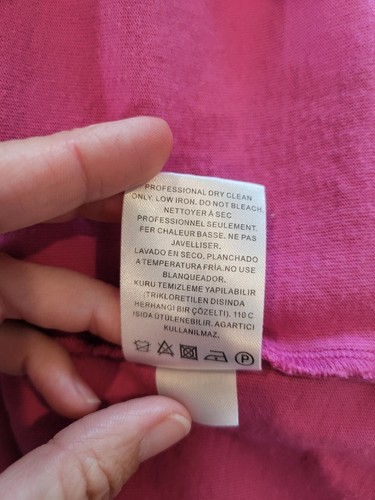 PROFESSIONAL DRY CLEAN
ONLY. LOW IRON. DO NOT BLEACH.
NETTOYER À SEC
PROFESSIONNEL SEULEMENT.
FER CHALEUR BASSE. NE PAS
JAVELLISER.
LAVADO EN SECO. PLANCHADO
A TEMPERATURA FRÍA. NO USE
BLANQUEADOR.
KURU TEMIZLEME YAPILABILIR
(TRIKLORETILEN DISINDA
HERHANGI BIR ÇÖZELTI). 110 C
ISIDA ÜTÜLENEBILIR. AGARTICI
KULLANILMAZ.
P